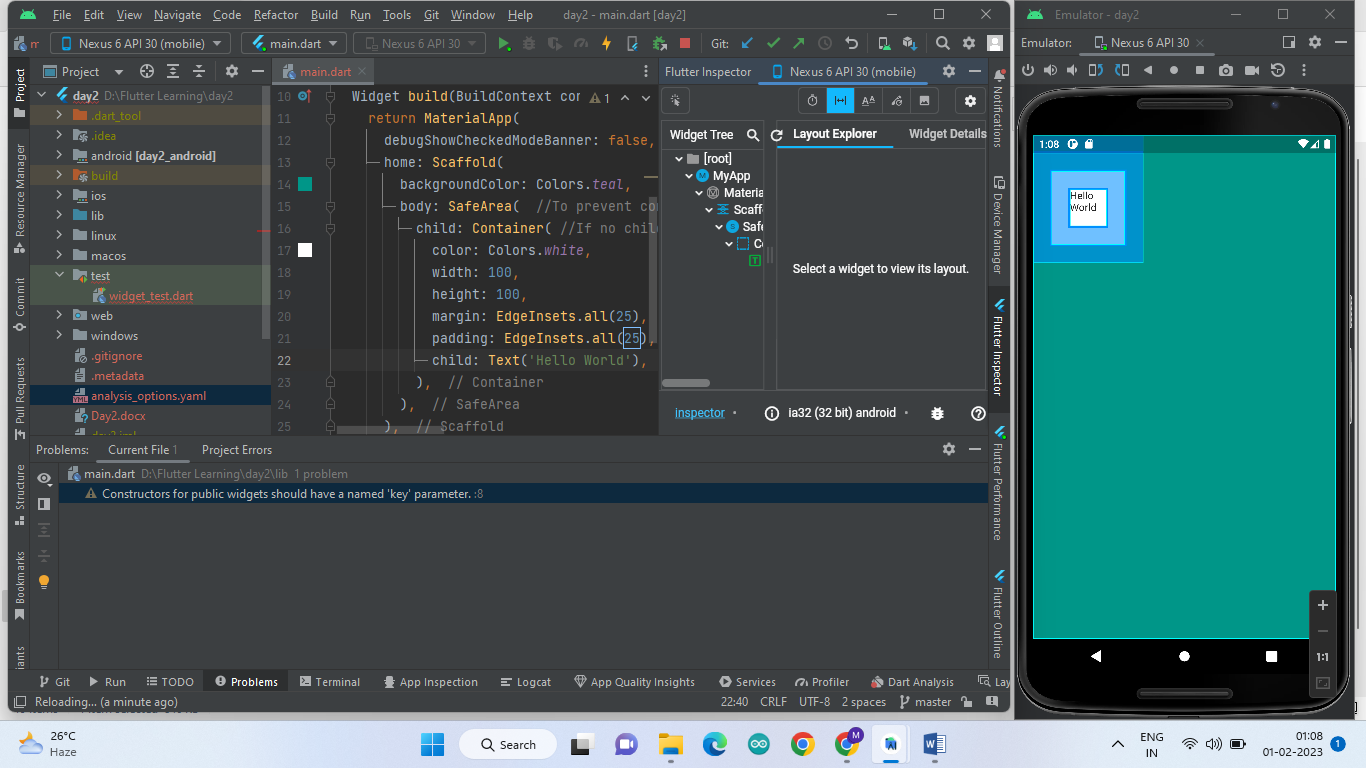 File Edit View Navigate Code Refactor Build Run Tools Git Window Help day2 - main.dart [day2]
Emulator - day2
Nexus 6 API 30 (mobile) main.dart Nexus 6 API 30 (mobile) Git:
Emulator: Nexus 6 API 30
Project
Project
Resource Manager
Commit
Pull Requests
Structure
Bookmarks
day2 D:\Flutter Learning\day2
.dart_tool
.idea
android [day2_android]
build
ios
lib
linux
macos
test
widget_test.dart
web
windows
.gitignore
.metadata
analysis_options.yaml
Day2.docx
main.dart
1
10 Widget build(BuildContext cor
11 return MaterialApp(
12 debugShowCheckedModeBanner: false,
13 home: Scaffold(
14 backgroundColor: Colors.teal,
15 body: SafeArea( //To prevent co
16 child: Container( //If no chil
17 color: Colors.white,
18 width: 100,
19 height: 100,
20 margin: EdgeInsets.all(25),
21 padding: EdgeInsets.all(25),
22 child: Text('Hello World'),
23 ), // Container
24 ), // SafeArea
25 ), // Scaffold
Flutter Inspector Nexus 6 API 30 (mobile)
Widget Tree
[root]
MyApp
Materia
Scaff
Safe
Co
Layout Explorer Widget Details
Select a widget to view its layout.
inspector • ia32 (32 bit) android •
Notifications
Device Manager
Flutter Inspector
Flutter Performance
Flutter Outline
1:08
Hello
World
1:1
Problems: Current File 1 Project Errors
main.dart D:\Flutter Learning\day2\lib 1 problem
Constructors for public widgets should have a named 'key' parameter. :8
Git Run TODO Problems Terminal App Inspection Logcat App Quality Insights Services Profiler Dart Analysis Lay
Reloading... (a minute ago) 22:40 CRLF UTF-8 2 spaces master
26°C
Haze
Search
ENG
IN
01:08
01-02-2023
1